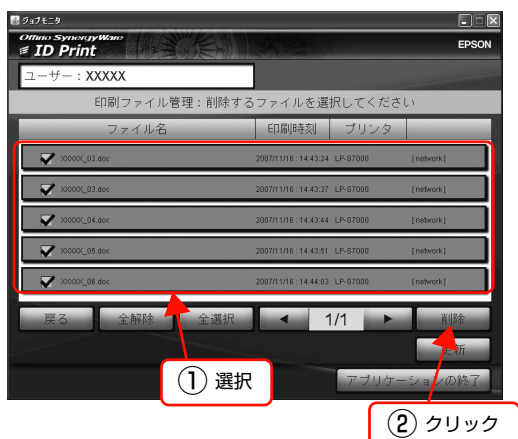 ジョブモニタ
Offirio SynergyWare
ID Print
EPSON
ユーザー：XXXXX
印刷ファイル管理：削除するファイルを選択してください
ファイル名 印刷時刻 プリンタ
XXXXX_02.doc 2007/11/16 : 14:43:24 LP-S7000 [network]
XXXXX_03.doc 2007/11/16 : 14:43:37 LP-S7000 [network]
XXXXX_04.doc 2007/11/16 : 14:43:44 LP-S7000 [network]
XXXXX_05.doc 2007/11/16 : 14:43:51 LP-S7000 [network]
XXXXX_06.doc 2007/11/16 : 14:44:03 LP-S7000 [network]
戻る 全解除 全選択 ◀ 1/1 ▶ 削除
更新
① 選択
アプリケーションの終了
② クリック